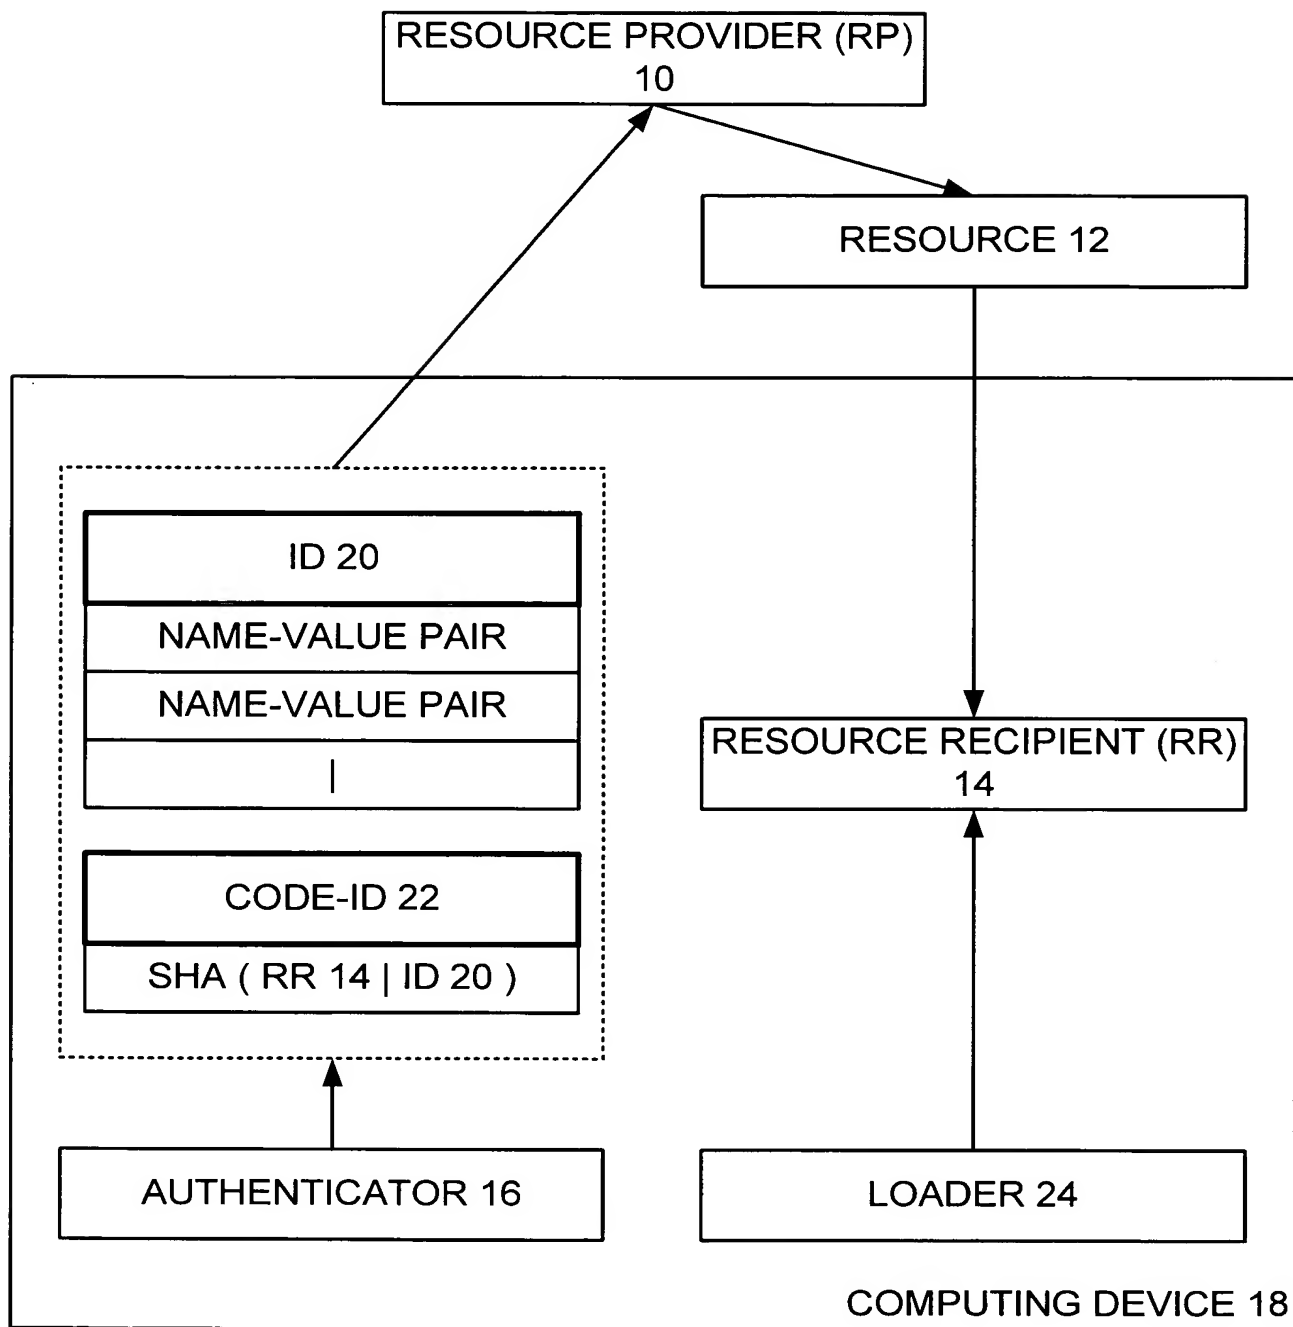 RESOURCE PROVIDER (RP)
10
RESOURCE 12
ID 20
NAME-VALUE PAIR
NAME-VALUE PAIR
|
CODE-ID 22
SHA ( RR 14 | ID 20 )
RESOURCE RECIPIENT (RR)
14
AUTHENTICATOR 16
LOADER 24
COMPUTING DEVICE 18